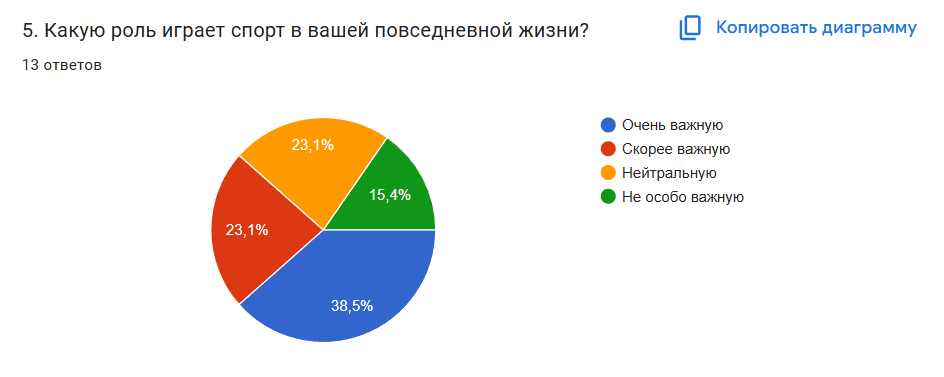 5. Какую роль играет спорт в вашей повседневной жизни?
Копировать диаграмму
13 ответов
23,1%
15,4%
23,1%
38,5%
Очень важную
Скорее важную
Нейтральную
Не особо важную